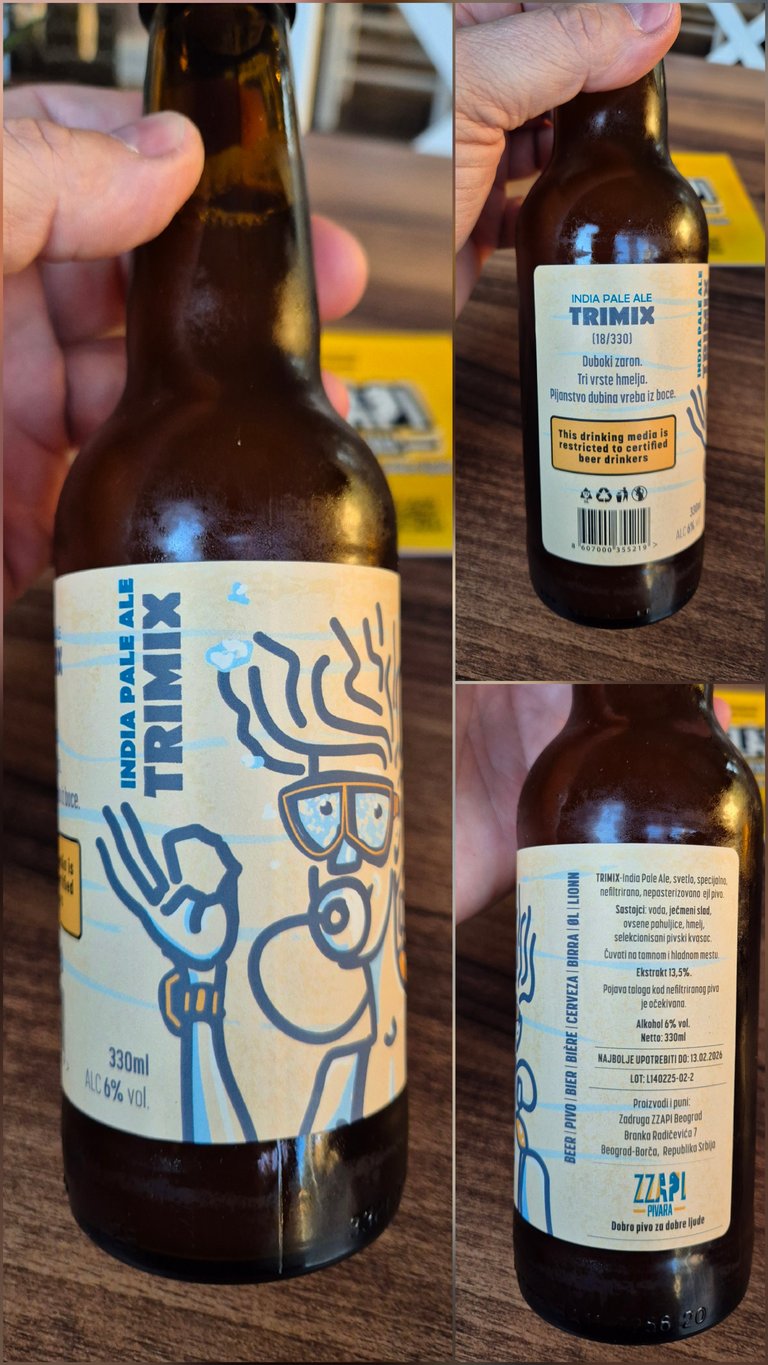 INDIA PALE ALE
TRIMIX
330ml
ALC 6% vol.
INDIA PALE ALE
TRIMIX
(18/330)
Duboki zaron.
Tri vrste hmelja.
Pijanstvo dubina vreba iz boce.
This drinking media is
restricted to certified
beer drinkers
8 607000 355219 >
INDIA PALE ALE
TRIMIX
330ml
ALC 6%
BEER | PIVO | BIER | BIÈRE | CERVEZA | BIRRA | ØL | LIONN
TRIMIX-India Pale Ale, svetlo, specijalno,
nefiltrirano, nepasterizovano ejl pivo.
Sastojci: voda, ječmeni slad,
ovsene pahuljice, hmelj,
selekcionisani pivski kvasac.
Čuvati na tamnom i hladnom mestu.
Ekstrakt 13,5%.
Pojava taloga kod nefiltriranog piva
je očekivana.
Alkohol 6% vol.
Netto: 330ml
NAJBOLJE UPOTREBITI DO: 13.02.2026
LOT: L140225-02-2
Proizvodi i puni:
Zadruga ZZAPI Beograd
Branka Radičevića 7
Beograd-Borča, Republika Srbija
ZZAPI
PIVARA
Dobro pivo za dobre ljude